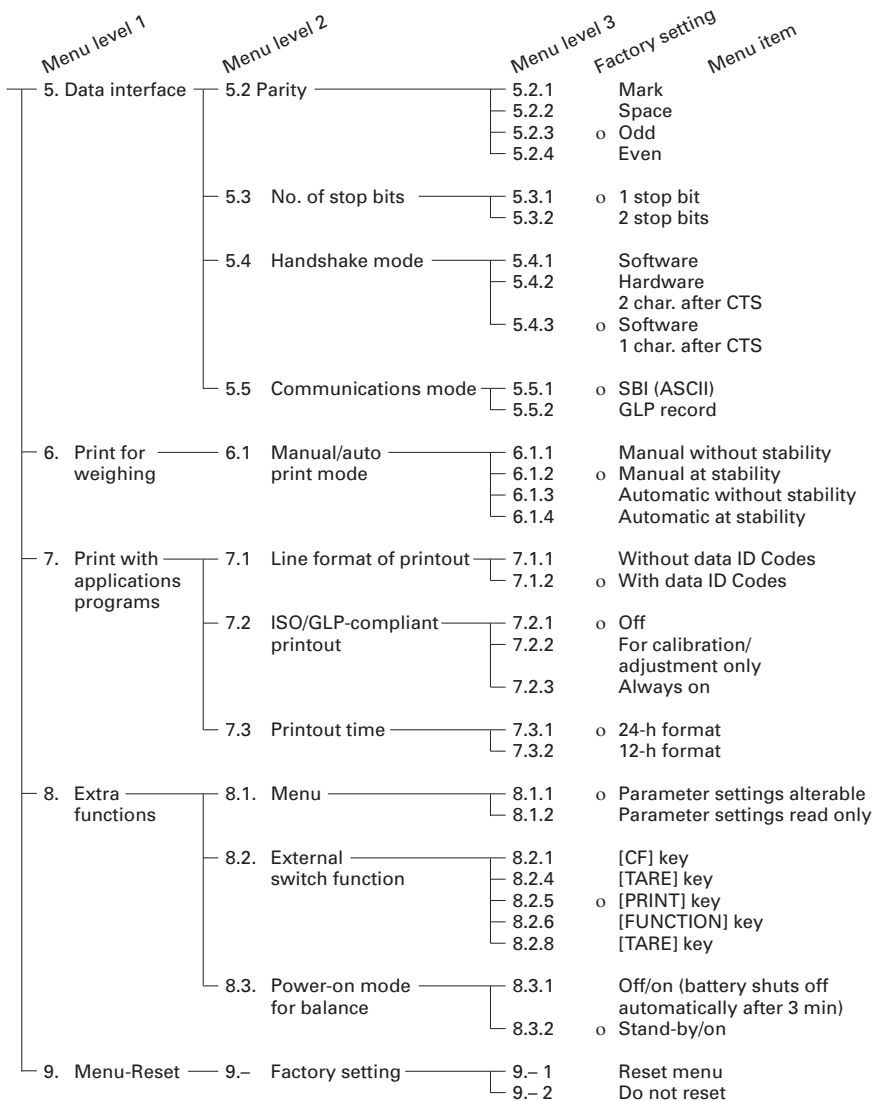 Menu level 1 Menu level 2 Menu level 3 Factory setting Menu item
5. Data interface 5.2 Parity 5.2.1 Mark
5.2.2 Space
5.2.3 o Odd
5.2.4 Even
5.3 No. of stop bits 5.3.1 o 1 stop bit
5.3.2 2 stop bits
5.4 Handshake mode 5.4.1 Software
5.4.2 Hardware
2 char. after CTS
5.4.3 o Software
1 char. after CTS
5.5 Communications mode 5.5.1 o SBI (ASCII)
5.5.2 GLP record
6. Print for 6.1 Manual/auto 6.1.1 Manual without stability
weighing print mode 6.1.2 o Manual at stability
6.1.3 Automatic without stability
6.1.4 Automatic at stability
7. Print with 7.1 Line format of printout 7.1.1 Without data ID Codes
applications 7.1.2 o With data ID Codes
programs
7.2 ISO/GLP-compliant 7.2.1 o Off
printout 7.2.2 For calibration/
adjustment only
7.2.3 Always on
7.3 Printout time 7.3.1 o 24-h format
7.3.2 12-h format
8. Extra 8.1. Menu 8.1.1 o Parameter settings alterable
functions 8.1.2 Parameter settings read only
8.2. External 8.2.1 [CF] key
switch function 8.2.4 [TARE] key
8.2.5 o [PRINT] key
8.2.6 [FUNCTION] key
8.2.8 [TARE] key
8.3. Power-on mode 8.3.1 Off/on (battery shuts off
for balance automatically after 3 min)
8.3.2 o Stand-by/on
9. Menu-Reset 9.– Factory setting 9.– 1 Reset menu
9.– 2 Do not reset